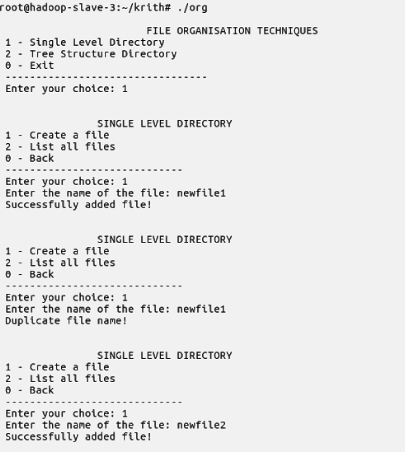 root@hadoop-slave-3:~/krith# ./org
FILE ORGANISATION TECHNIQUES
1 - Single Level Directory
2 - Tree Structure Directory
0 - Exit
---------------------------------
Enter your choice: 1
SINGLE LEVEL DIRECTORY
1 - Create a file
2 - List all files
0 - Back
-----------------------------
Enter your choice: 1
Enter the name of the file: newfile1
Successfully added file!
SINGLE LEVEL DIRECTORY
1 - Create a file
2 - List all files
0 - Back
-----------------------------
Enter your choice: 1
Enter the name of the file: newfile1
Duplicate file name!
SINGLE LEVEL DIRECTORY
1 - Create a file
2 - List all files
0 - Back
-----------------------------
Enter your choice: 1
Enter the name of the file: newfile2
Successfully added file!